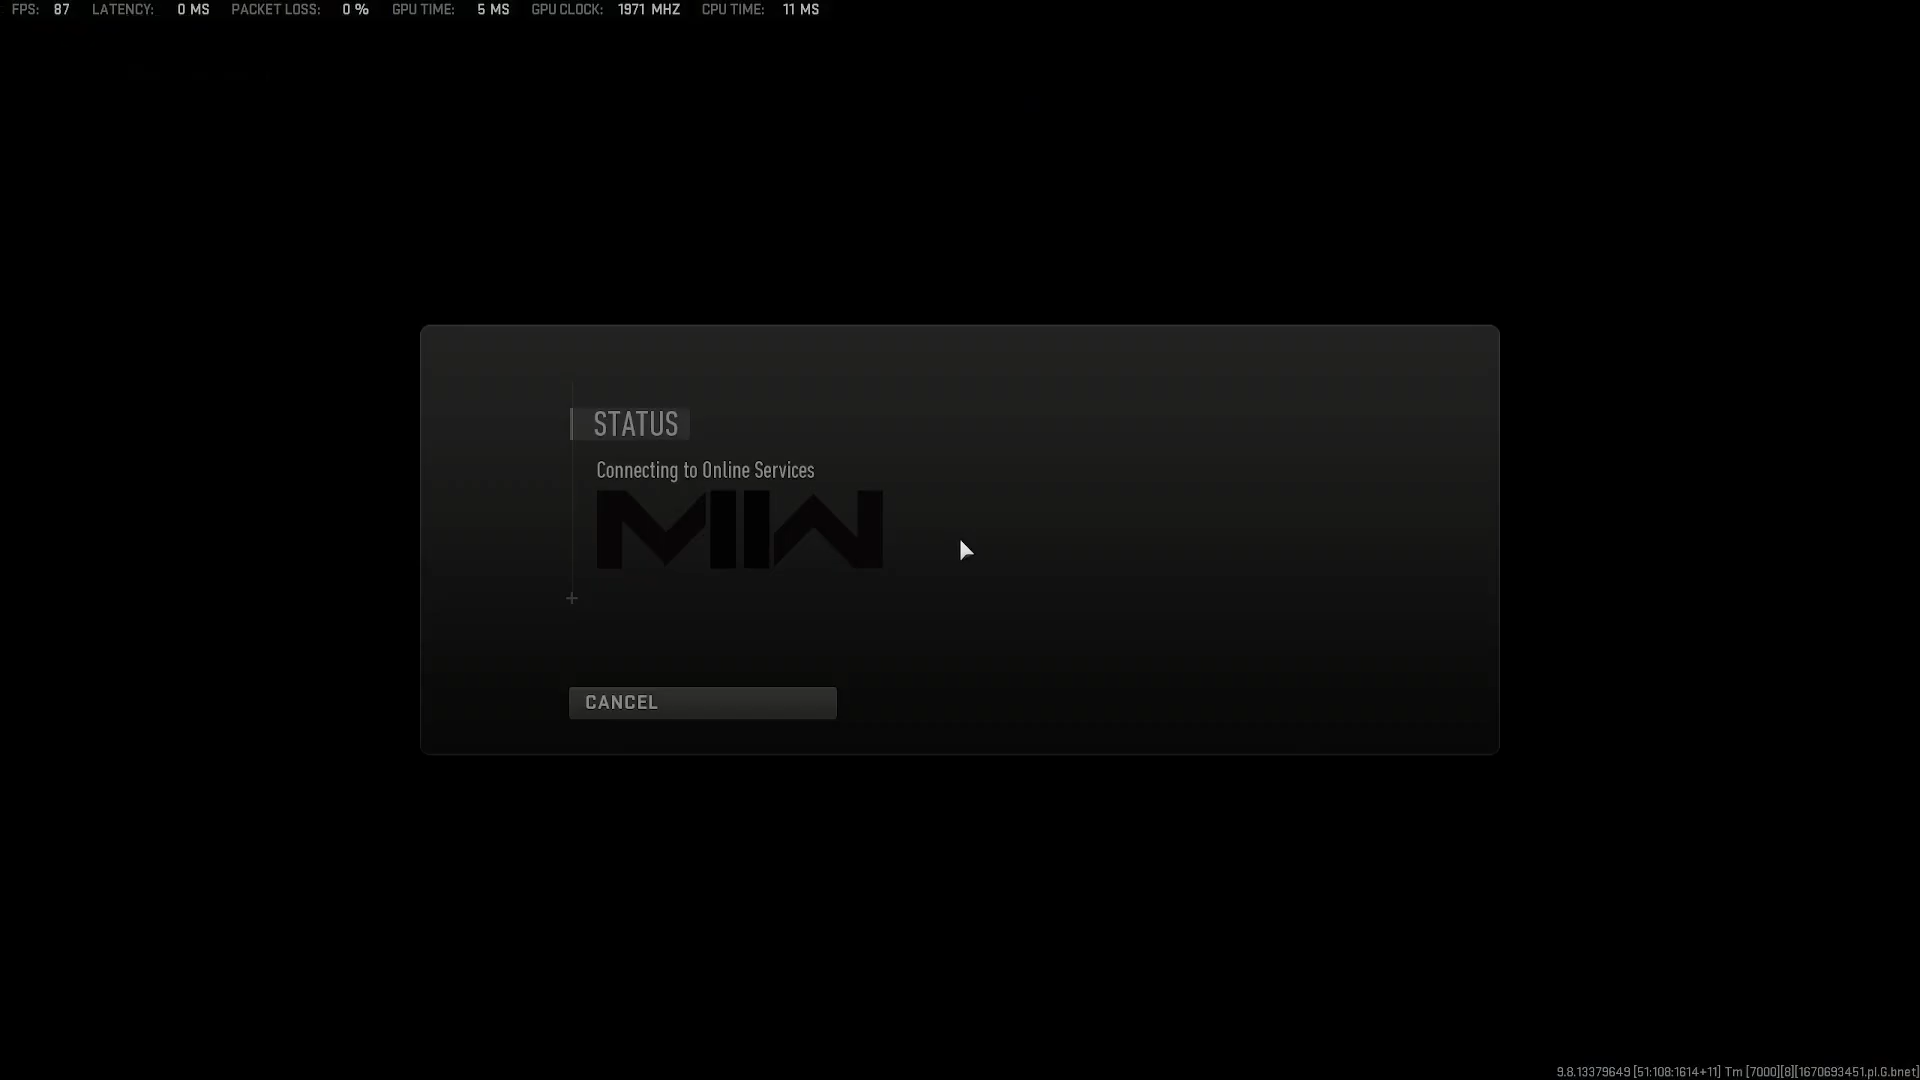 FPS: 87 LATENCY: 0 MS PACKET LOSS: 0 % GPU TIME: 5 MS GPU CLOCK: 1971 MHZ CPU TIME: 11 MS
STATUS
Connecting to Online Services
MIIW
CANCEL
9.8.13379649 [51:108:1614+11] Tm [7000][8][1670693451.pl.G.bnet]